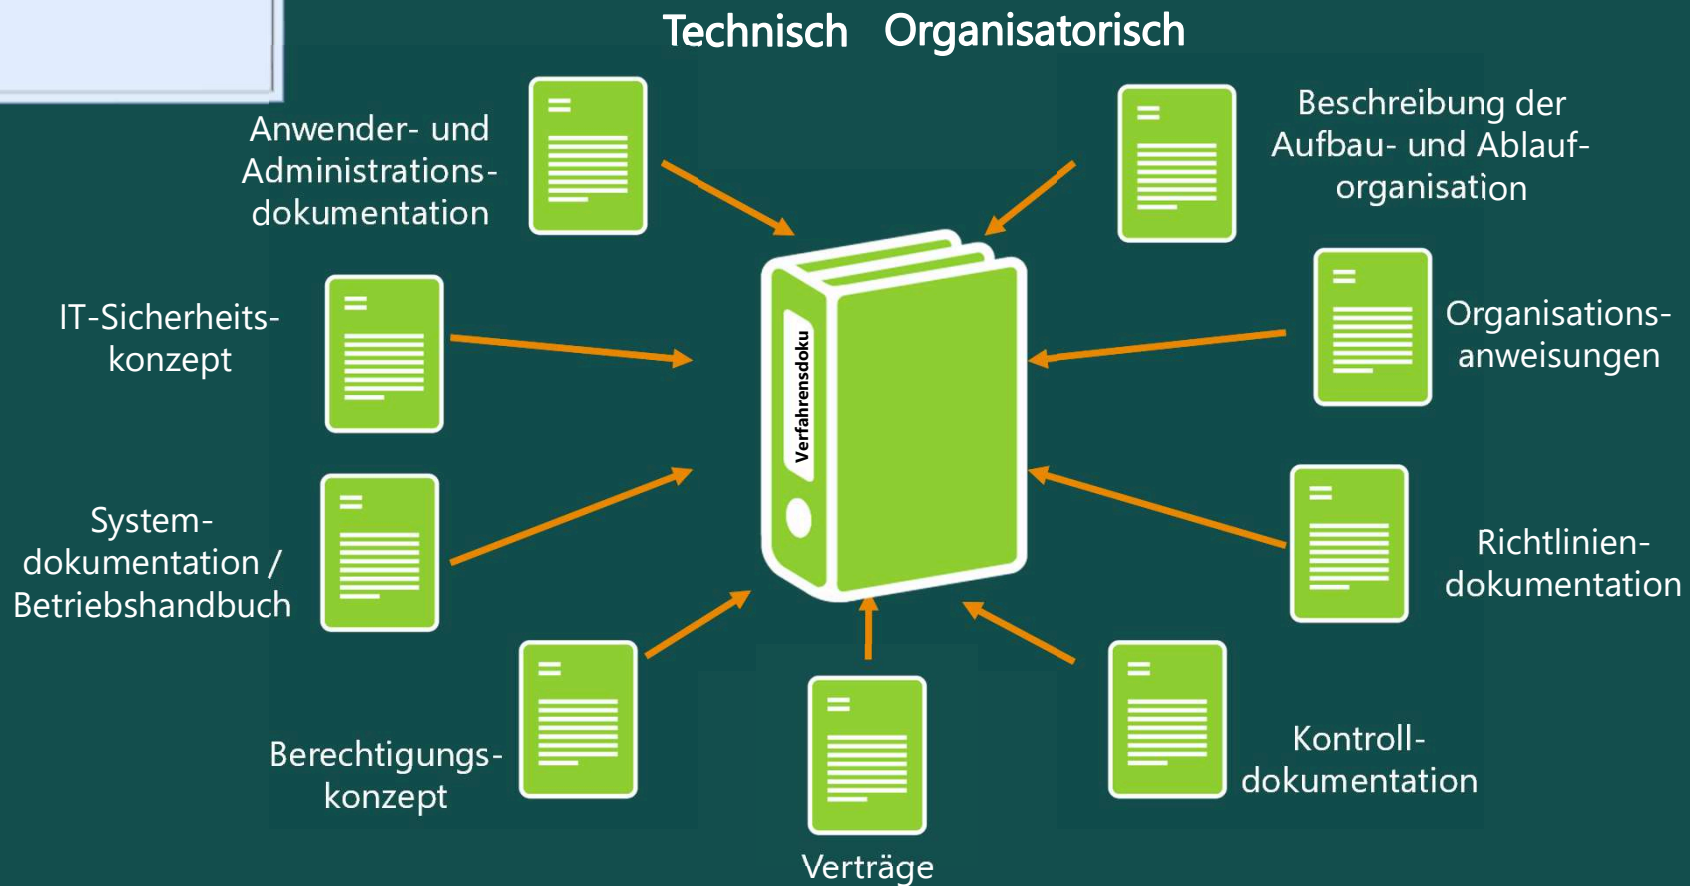 Technisch Organisatorisch
Anwender- und
Administrations-
dokumentation
IT-Sicherheits-
konzept
System-
dokumentation /
Betriebshandbuch
Berechtigungs-
konzept
Verfahrensdoku
Verträge
Beschreibung der
Aufbau- und Ablauf-
organisation
Organisations-
anweisungen
Richtlinien-
dokumentation
Kontroll-
dokumentation